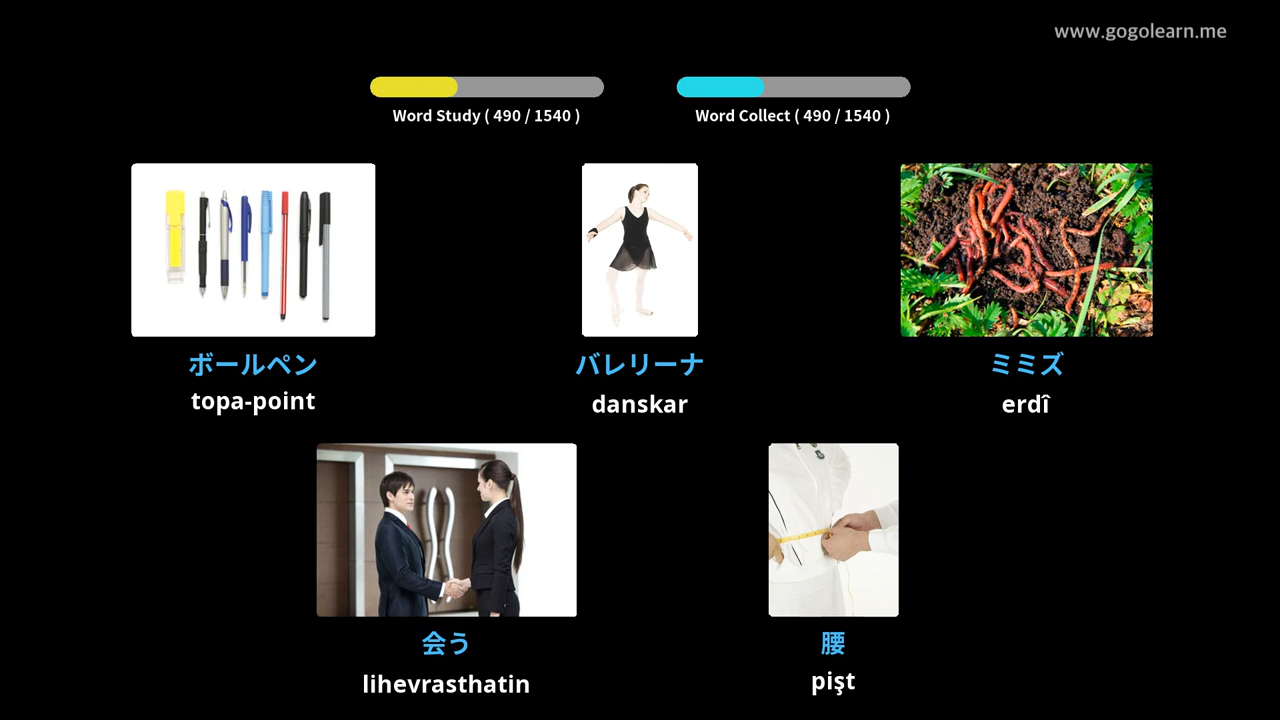 www.gogolearn.me
Word Study ( 490 / 1540 )
Word Collect ( 490 / 1540 )
ボールペン
topa-point
バレリーナ
danskar
ミミズ
erdî
会う
lihevrasthatin
腰
pişt